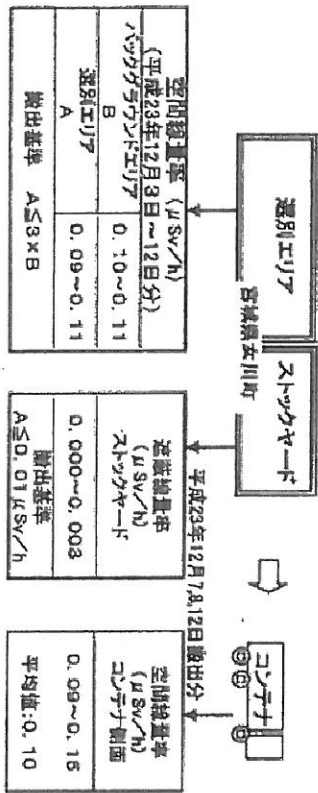 選別エリア
ストックヤード
コンテナ
宮城県女川町
平成23年12月7,8,12日搬出分
空間線量率(μSv/h)
(平成23年12月3日~12日分)
バックグラウンドエリア
B
0.10~0.11
選別エリア
A
0.09~0.11
搬出基準 A≦3×B
遮蔽線量率
(μSv/h)
ストックヤード
0.000~0.003
搬出基準
A≦0.01μSv/h
空間線量率
(μSv/h)
コンテナ側面
0.09~0.15
平均値:0.10